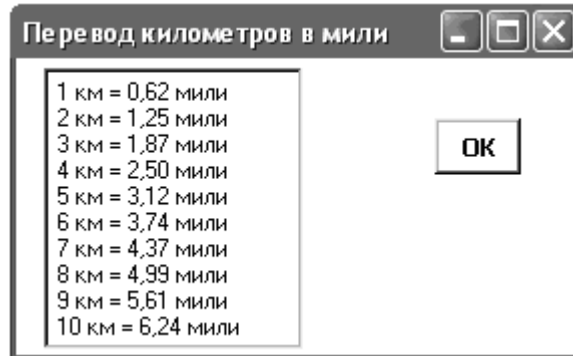 Перевод километров в мили
1 км = 0,62 мили
2 км = 1,25 мили
3 км = 1,87 мили
4 км = 2,50 мили
5 км = 3,12 мили
6 км = 3,74 мили
7 км = 4,37 мили
8 км = 4,99 мили
9 км = 5,61 мили
10 км = 6,24 мили
ОК